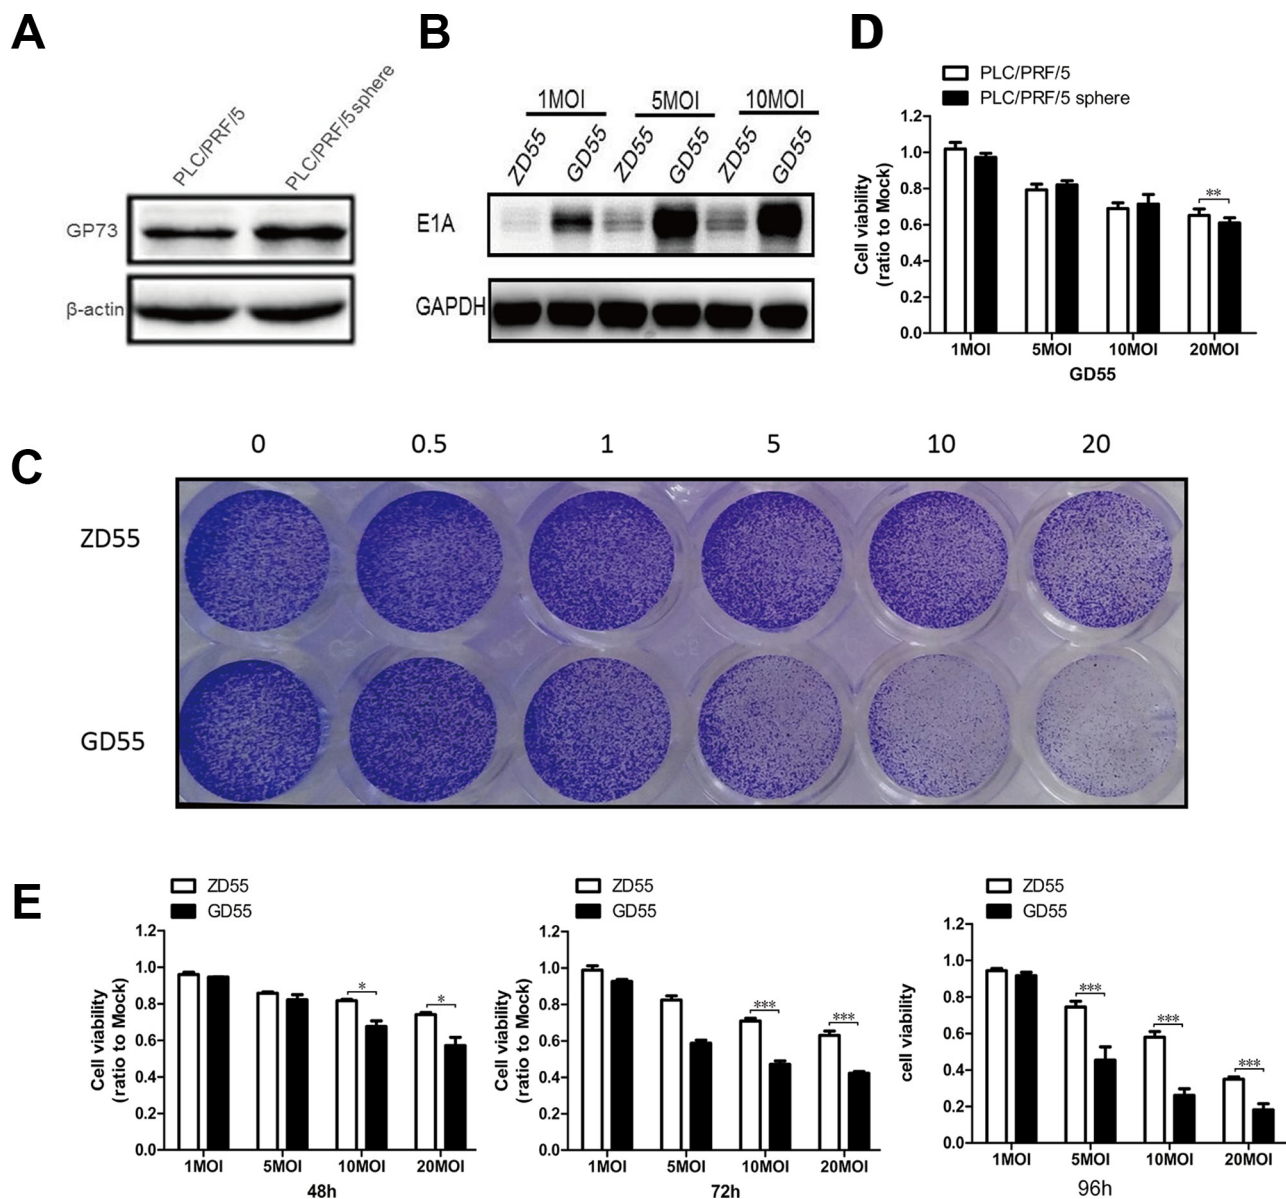 A
PLC/PRF/5
PLC/PRF/5 sphere
GP73
β-actin
B
1MOI 5MOI 10MOI
ZD55 GD55 ZD55 GD55 ZD55 GD55
E1A
GAPDH
D
PLC/PRF/5
PLC/PRF/5 sphere
Cell viability
(ratio to Mock)
1.2
1.0
0.8
0.6
0.4
0.2
0.0
**
1MOI 5MOI 10MOI 20MOI
GD55
C
0 0.5 1 5 10 20
ZD55
GD55
E
ZD55
GD55
Cell viability
(ratio to Mock)
1.2
1.0
0.8
0.6
0.4
0.2
0.0
* *
1MOI 5MOI 10MOI 20MOI
48h
ZD55
GD55
Cell viability
(ratio to Mock)
1.2
1.0
0.8
0.6
0.4
0.2
0.0
*** ***
1MOI 5MOI 10MOI 20MOI
72h
ZD55
GD55
cell viability
1.2
1.0
0.8
0.6
0.4
0.2
0.0
*** *** ***
1MOI 5MOI 10MOI 20MOI
96h